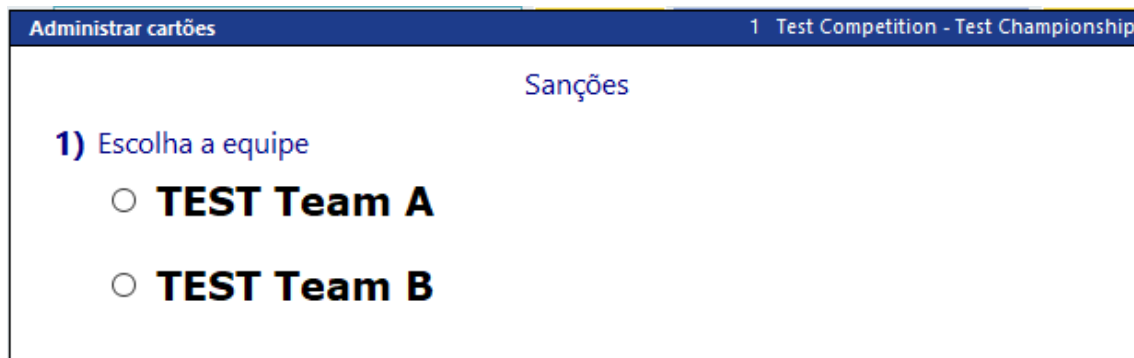 Administrar cartões 1 Test Competition - Test Championship
Sanções
1) Escolha a equipe
TEST Team A
TEST Team B